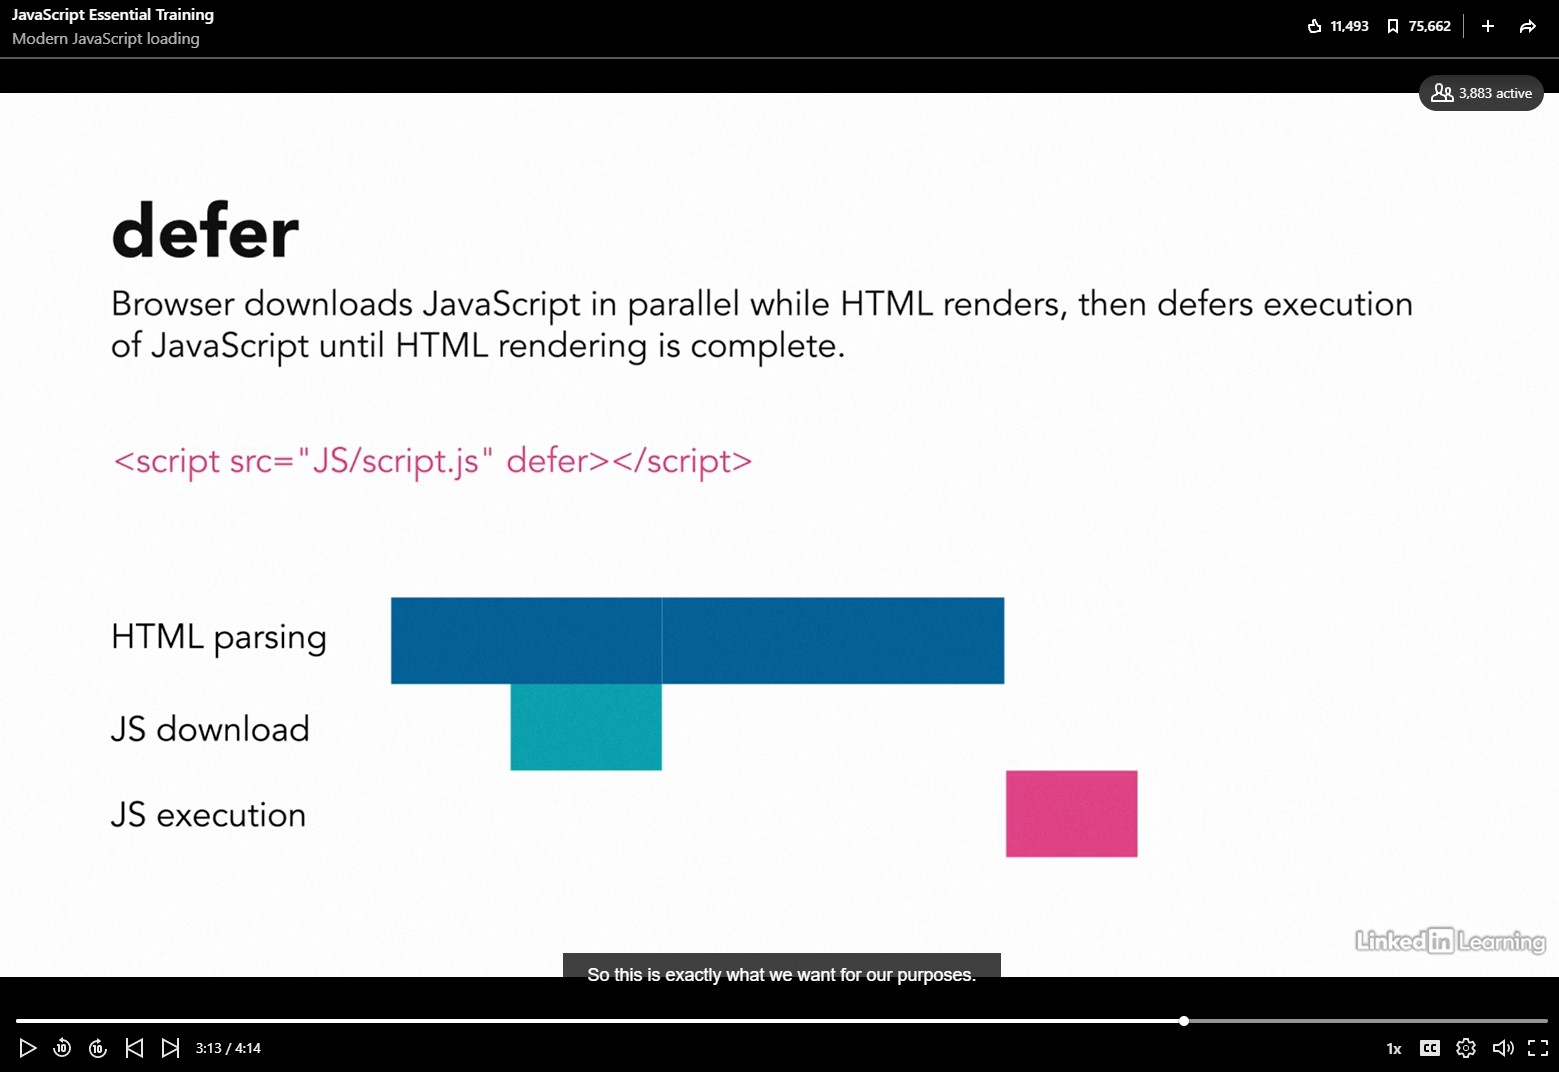 JavaScript Essential Training
Modern JavaScript loading
11,493
75,662
3,883 active
defer
Browser downloads JavaScript in parallel while HTML renders, then defers execution
of JavaScript until HTML rendering is complete.
<script src="JS/script.js" defer></script>
HTML parsing
JS download
JS execution
Linked in Learning
So this is exactly what we want for our purposes.
10
10
3:13 / 4:14
1x
CC